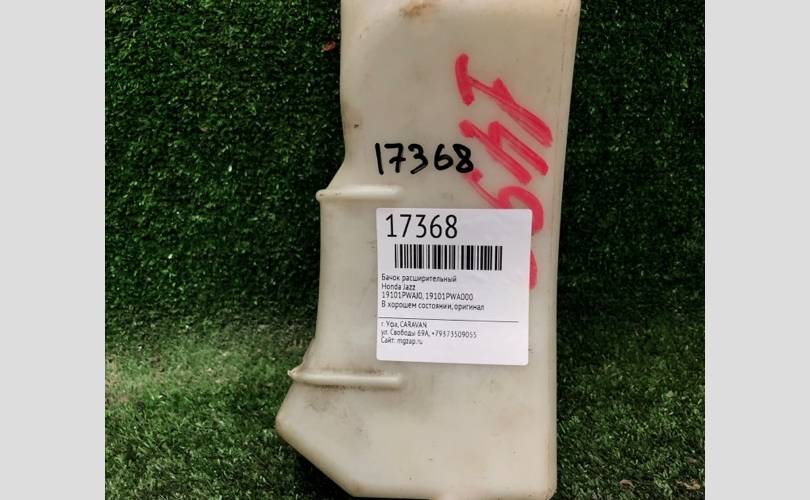 17368
17368
Бачок расширительный
Honda Jazz
19101PWAJ0, 19101PWA000
В хорошем состоянии, оригинал
г. Уфа, CARAVAN
ул. Свободы 69А, +79373509055
Сайт: mgzap.ru